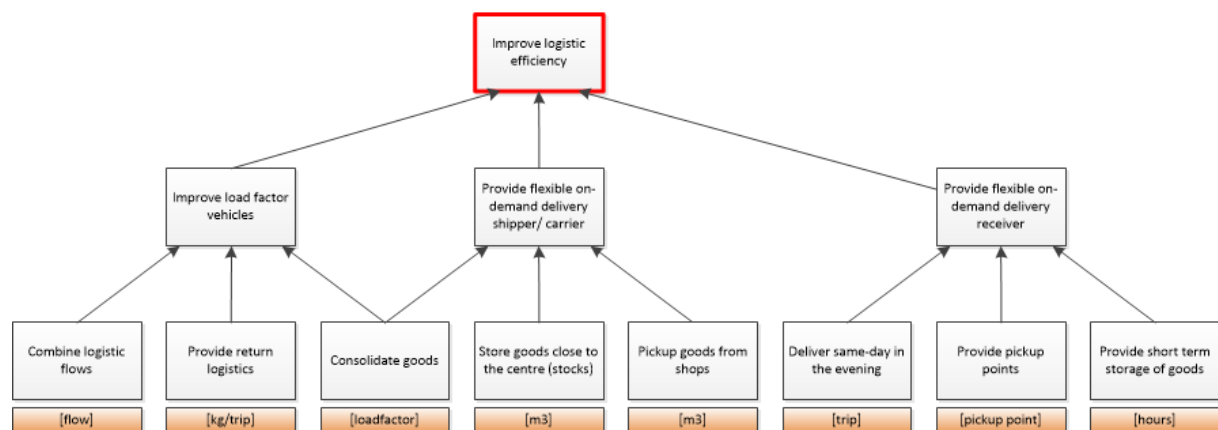 Improve logistic
efficiency
Improve load factor
vehicles
Provide flexible on-
demand delivery
shipper/ carrier
Provide flexible on-
demand delivery
receiver
Combine logistic
flows
Provide return
logistics
Consolidate goods
Store goods close to
the centre (stocks)
Pickup goods from
shops
Deliver same-day in
the evening
Provide pickup
points
Provide short term
storage of goods
[flow]
[kg/trip]
[loadfactor]
[m3]
[m3]
[trip]
[pickup point]
[hours]